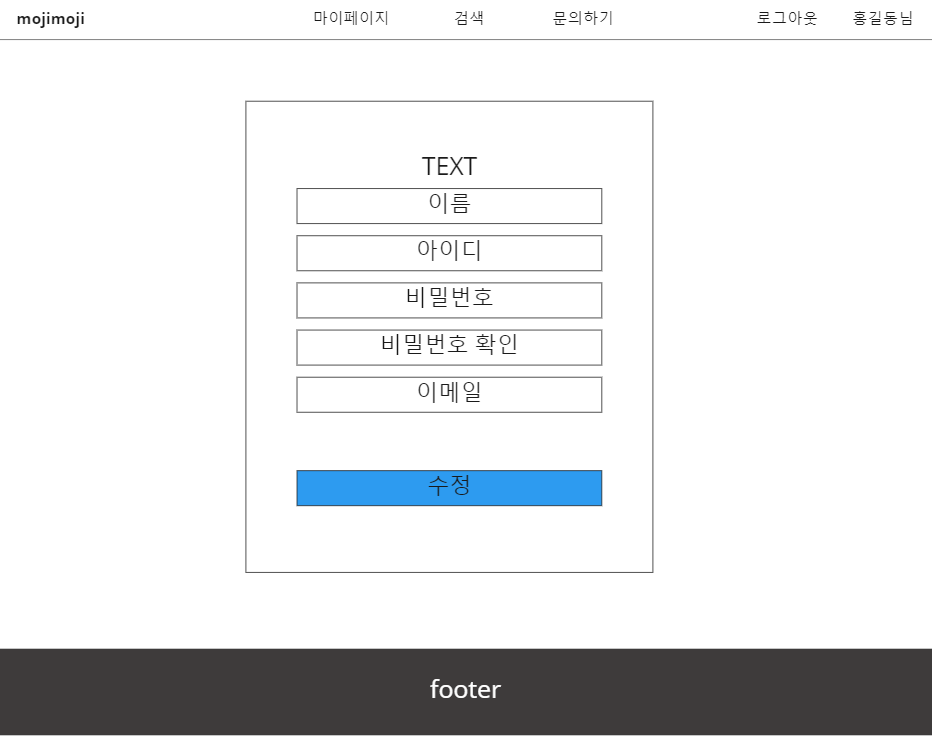 mojimoji 마이페이지 검색 문의하기 로그아웃 홍길동님
TEXT
이름
아이디
비밀번호
비밀번호 확인
이메일
수정
footer